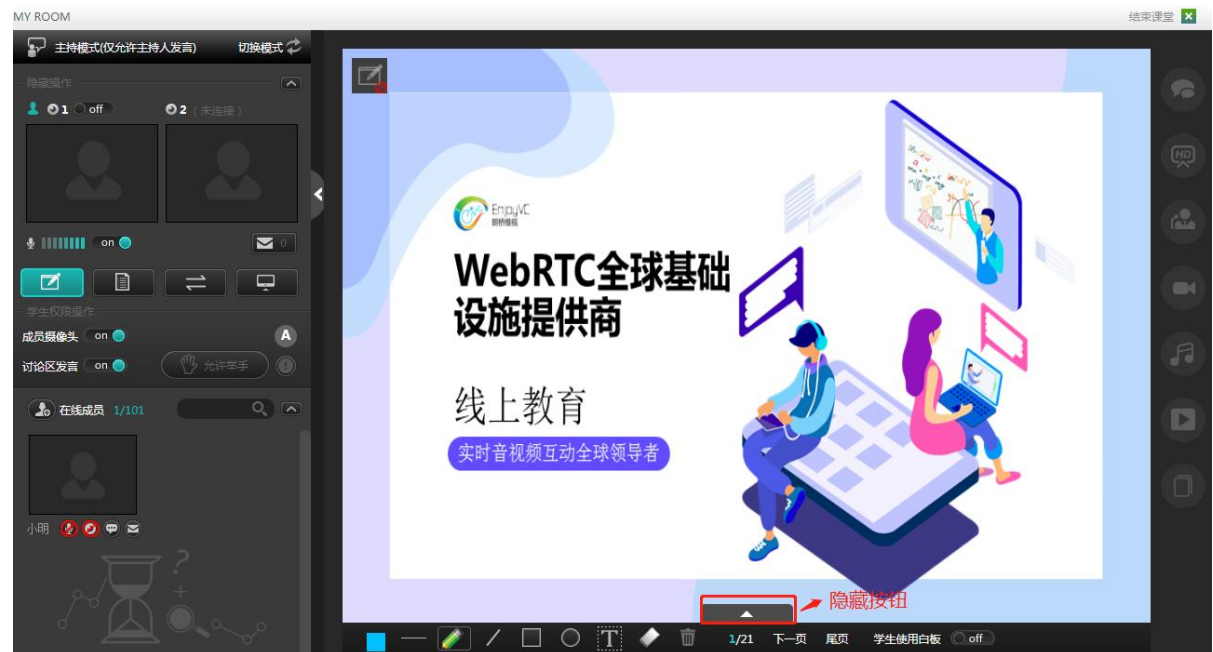 MY ROOM
结束课堂
主持模式(仅允许主持人发言)
切换模式
隐藏操作
1 off
2 (未连接)
on
0
学生权限操作
成员摄像头 on
A
讨论区发言 on
允许举手
在线成员 1/101
小明
?
HD
EnjoyVC
WebRTC全球基础
设施提供商
线上教育
实时音视频互动全球领导者
隐藏按钮
T
1/21 下一页 尾页 学生使用白板 off